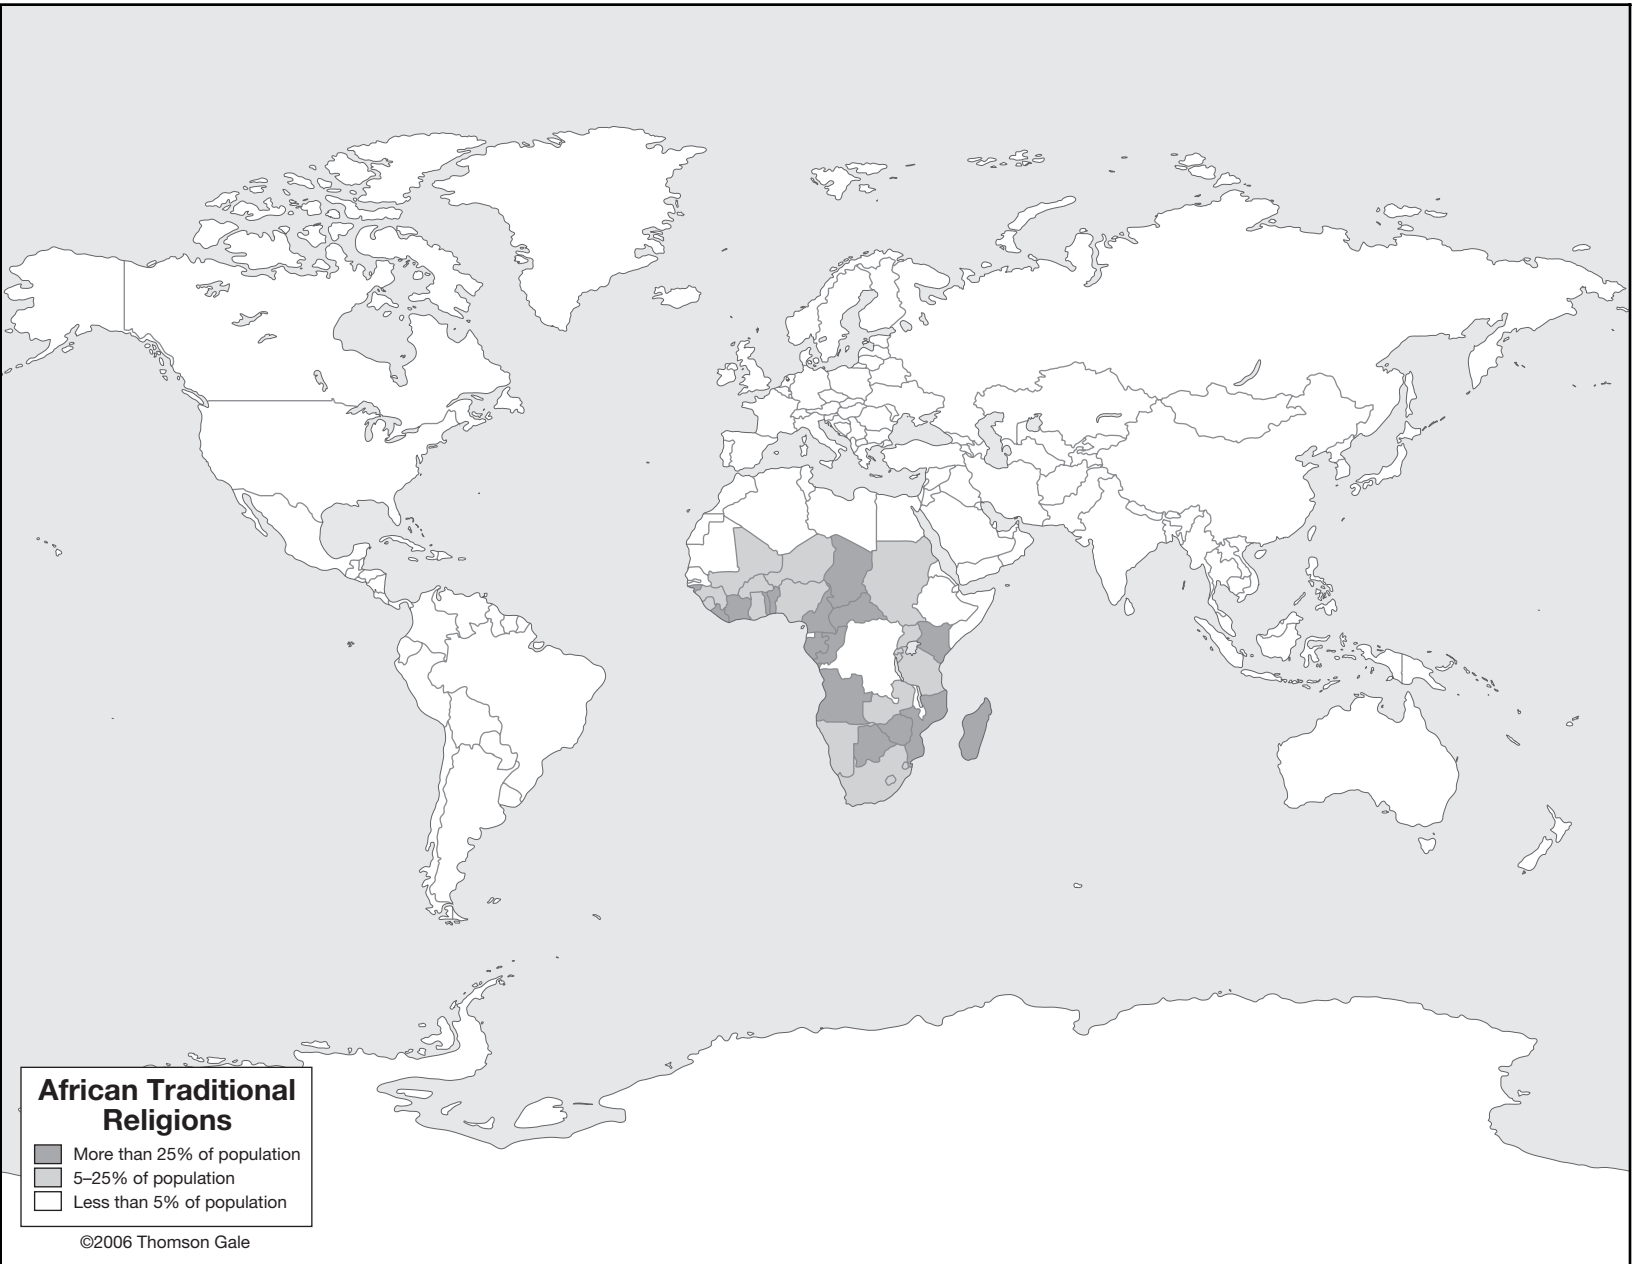 African Traditional
Religions
More than 25% of population
5–25% of population
Less than 5% of population
©2006 Thomson Gale